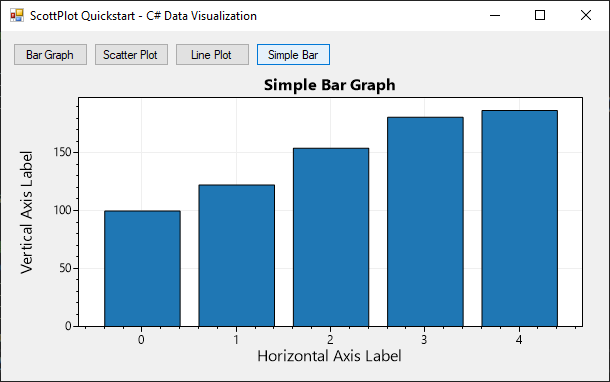 ScottPlot Quickstart - C# Data Visualization
Bar Graph
Scatter Plot
Line Plot
Simple Bar
Simple Bar Graph
Vertical Axis Label
150
100
50
0
0 1 2 3 4
Horizontal Axis Label